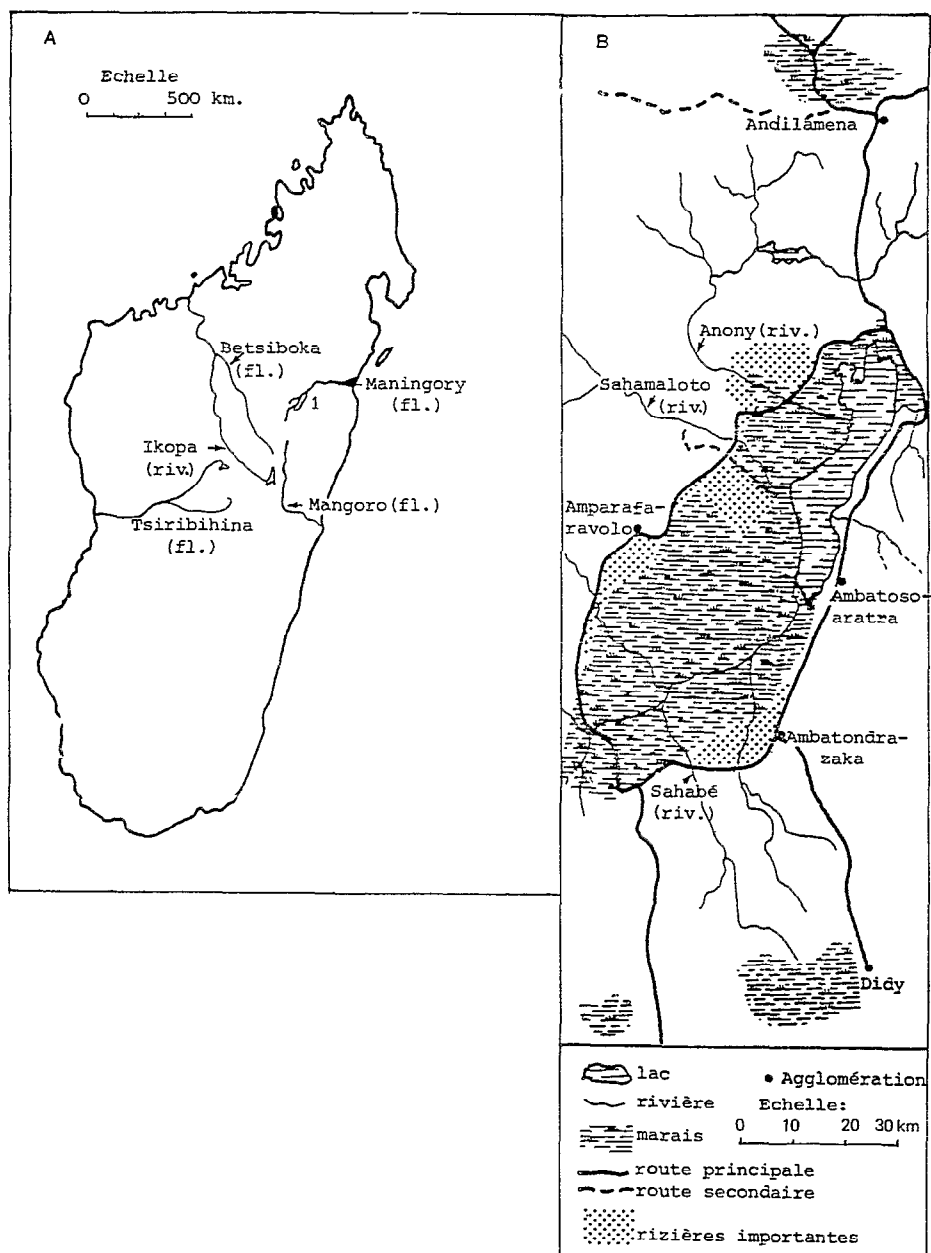 A
Echelle
0 500 km.
Betsiboka
(fl.)
Maningory
(fl.)
1
Ikopa
(riv.)
Mangoro (fl.)
Tsiribihina
(fl.)
B
Andilámena
Anony (riv.)
Sahamaloto
(riv.)
Amparafa-
ravolo
Ambatoso-
aratra
Ambatondra-
zaka
Sahabé
(riv.)
Didy
lac
Agglomération
rivière
Echelle:
0 10 20 30 km
marais
route principale
route secondaire
rizières importantes